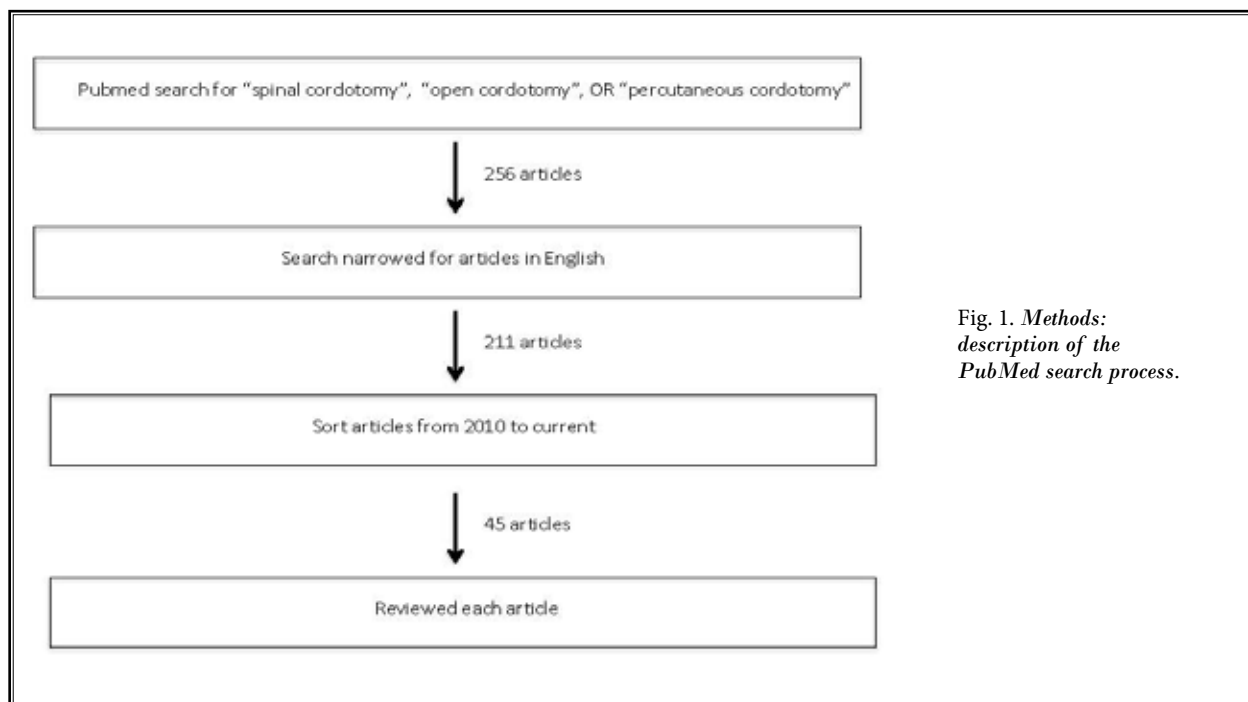 Pubmed search for “spinal cordotomy”, “open cordotomy”, OR “percutaneous cordotomy”
256 articles
Search narrowed for articles in English
211 articles
Sort articles from 2010 to current
45 articles
Reviewed each article
Fig. 1. Methods:
description of the
PubMed search process.